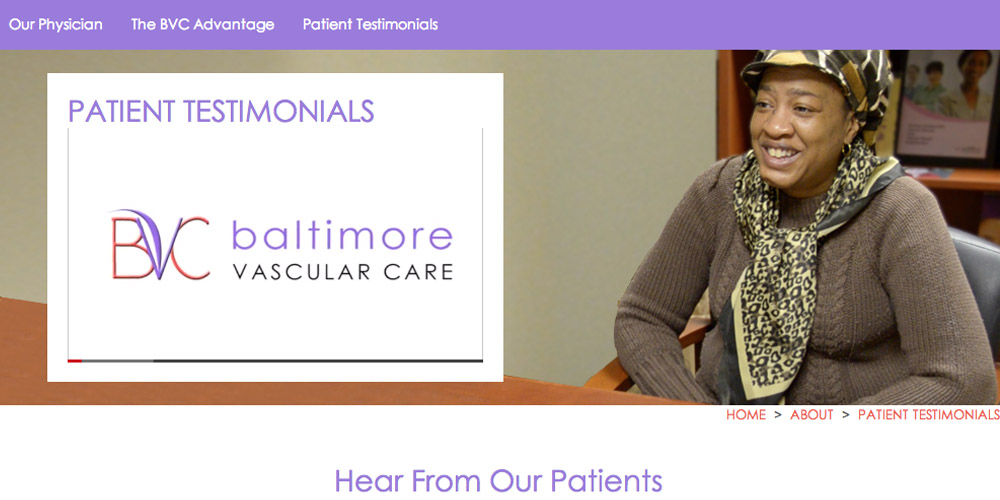 Our Physician The BVC Advantage Patient Testimonials
PATIENT TESTIMONIALS
BVC baltimore
VASCULAR CARE
HOME > ABOUT > PATIENT TESTIMONIALS
Hear From Our Patients